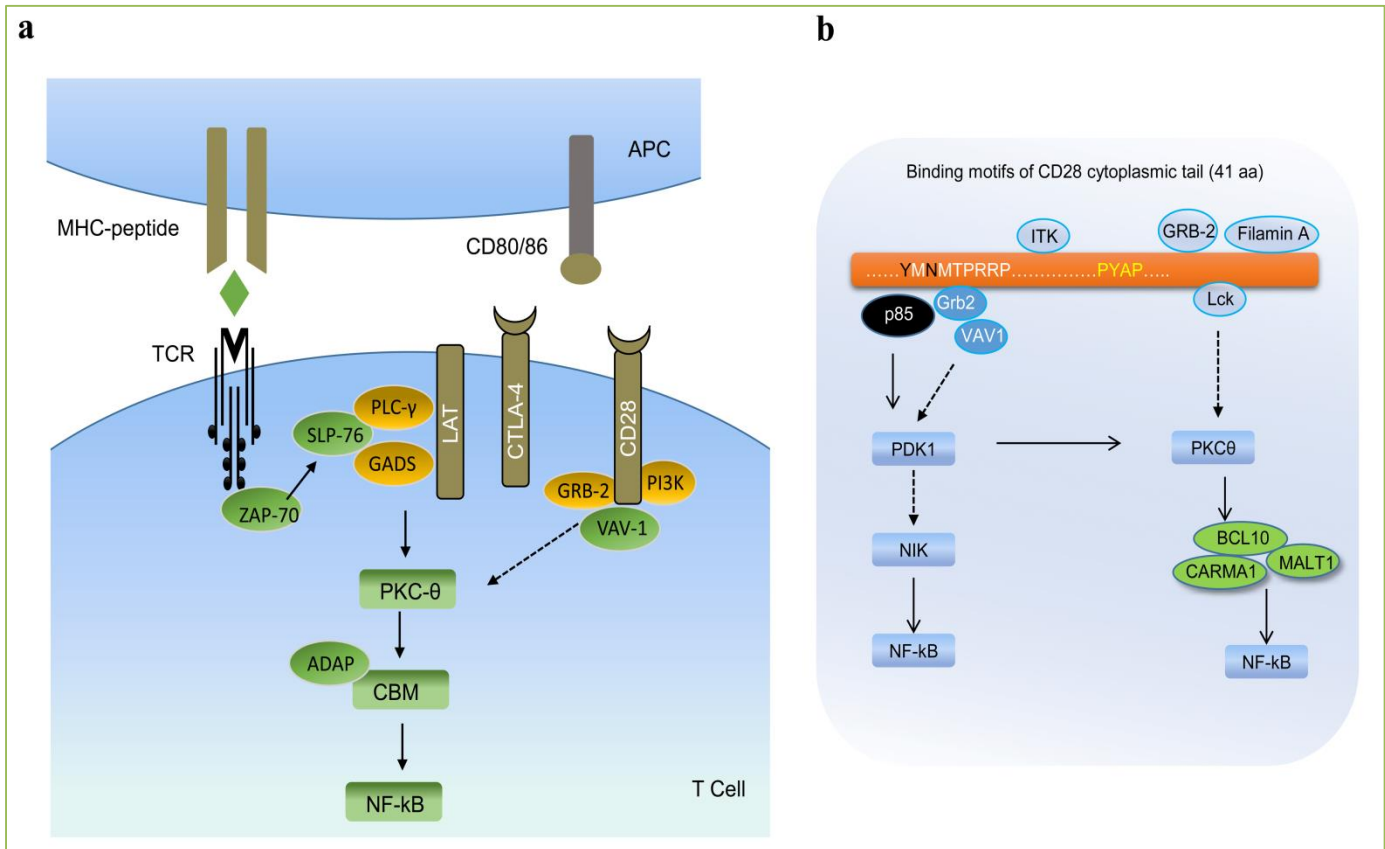 a
APC
MHC-peptide
CD80/86
TCR
LAT
CTLA-4
CD28
PLC-γ
SLP-76
GADS
ZAP-70
GRB-2
PI3K
VAV-1
PKC-θ
ADAP
CBM
NF-kB
T Cell
b
Binding motifs of CD28 cytoplasmic tail (41 aa)
ITK
GRB-2
Filamin A
......YMNMTPRRP...............PYAP.....
p85
Grb2
VAV1
Lck
PDK1
PKCθ
NIK
BCL10
CARMA1
MALT1
NF-kB
NF-kB